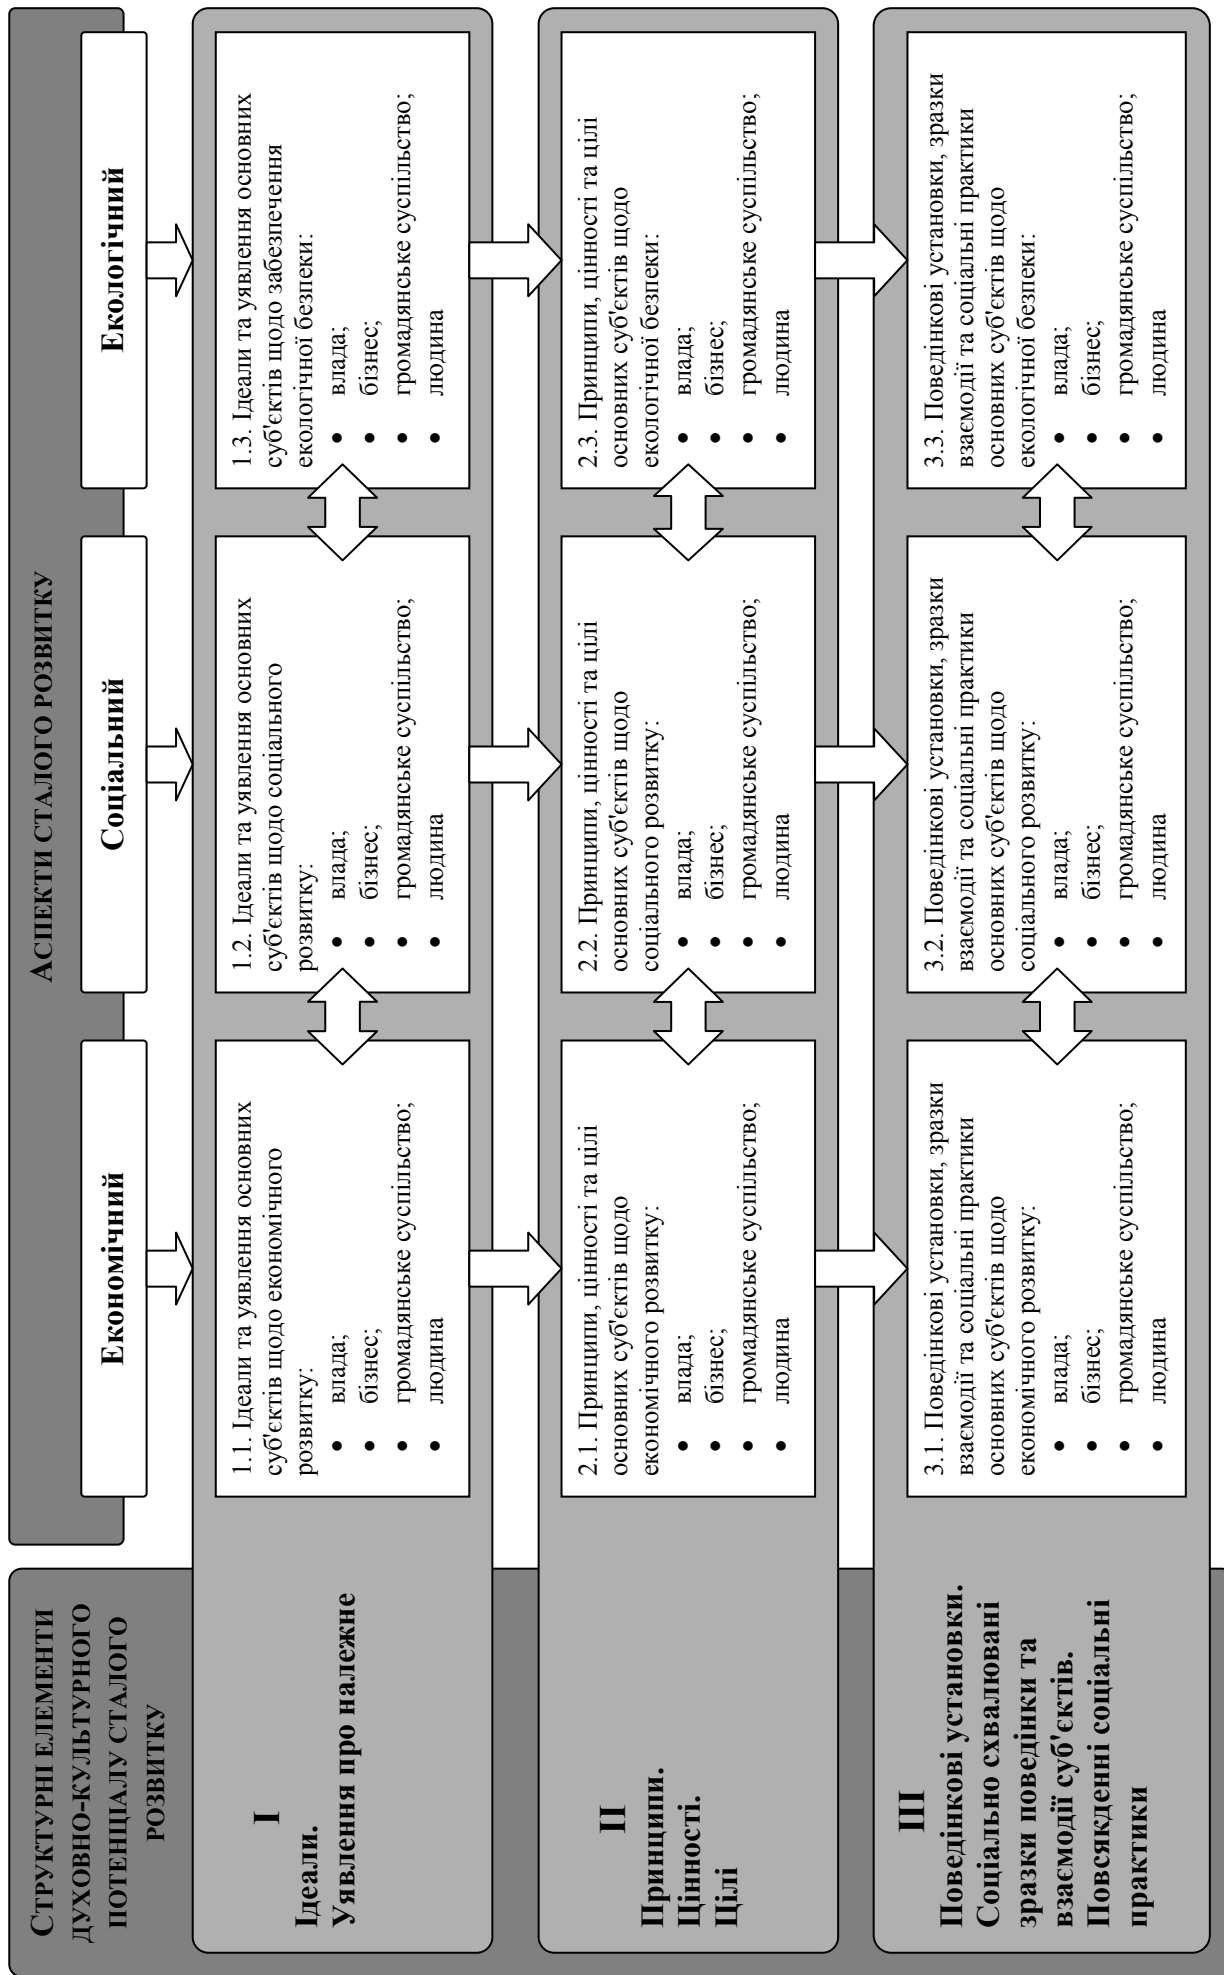 СТРУКТУРНІ ЕЛЕМЕНТИ
ДУХОВНО-КУЛЬТУРНОГО
ПОТЕНЦІАЛУ СТАЛОГО
РОЗВИТКУ
АСПЕКТИ СТАЛОГО РОЗВИТКУ
Економічний
Соціальний
Екологічний
I
Ідеали.
Уявлення про належне
1.1. Ідеали та уявлення основних
суб'єктів щодо економічного
розвитку:
• влада;
• бізнес;
• громадянське суспільство;
• людина
1.2. Ідеали та уявлення основних
суб'єктів щодо соціального
розвитку:
• влада;
• бізнес;
• громадянське суспільство;
• людина
1.3. Ідеали та уявлення основних
суб'єктів щодо забезпечення
екологічної безпеки:
• влада;
• бізнес;
• громадянське суспільство;
• людина
II
Принципи.
Цінності.
Цілі
2.1. Принципи, цінності та цілі
основних суб'єктів щодо
економічного розвитку:
• влада;
• бізнес;
• громадянське суспільство;
• людина
2.2. Принципи, цінності та цілі
основних суб'єктів щодо
соціального розвитку:
• влада;
• бізнес;
• громадянське суспільство;
• людина
2.3. Принципи, цінності та цілі
основних суб'єктів щодо
екологічної безпеки:
• влада;
• бізнес;
• громадянське суспільство;
• людина
III
Поведінкові установки.
Соціально схвалювані
зразки поведінки та
взаємодії суб'єктів.
Повсякденні соціальні
практики
3.1. Поведінкові установки, зразки
взаємодії та соціальні практики
основних суб'єктів щодо
економічного розвитку:
• влада;
• бізнес;
• громадянське суспільство;
• людина
3.2. Поведінкові установки, зразки
взаємодії та соціальні практики
основних суб'єктів щодо
соціального розвитку:
• влада;
• бізнес;
• громадянське суспільство;
• людина
3.3. Поведінкові установки, зразки
взаємодії та соціальні практики
основних суб'єктів щодо
екологічної безпеки:
• влада;
• бізнес;
• громадянське суспільство;
• людина